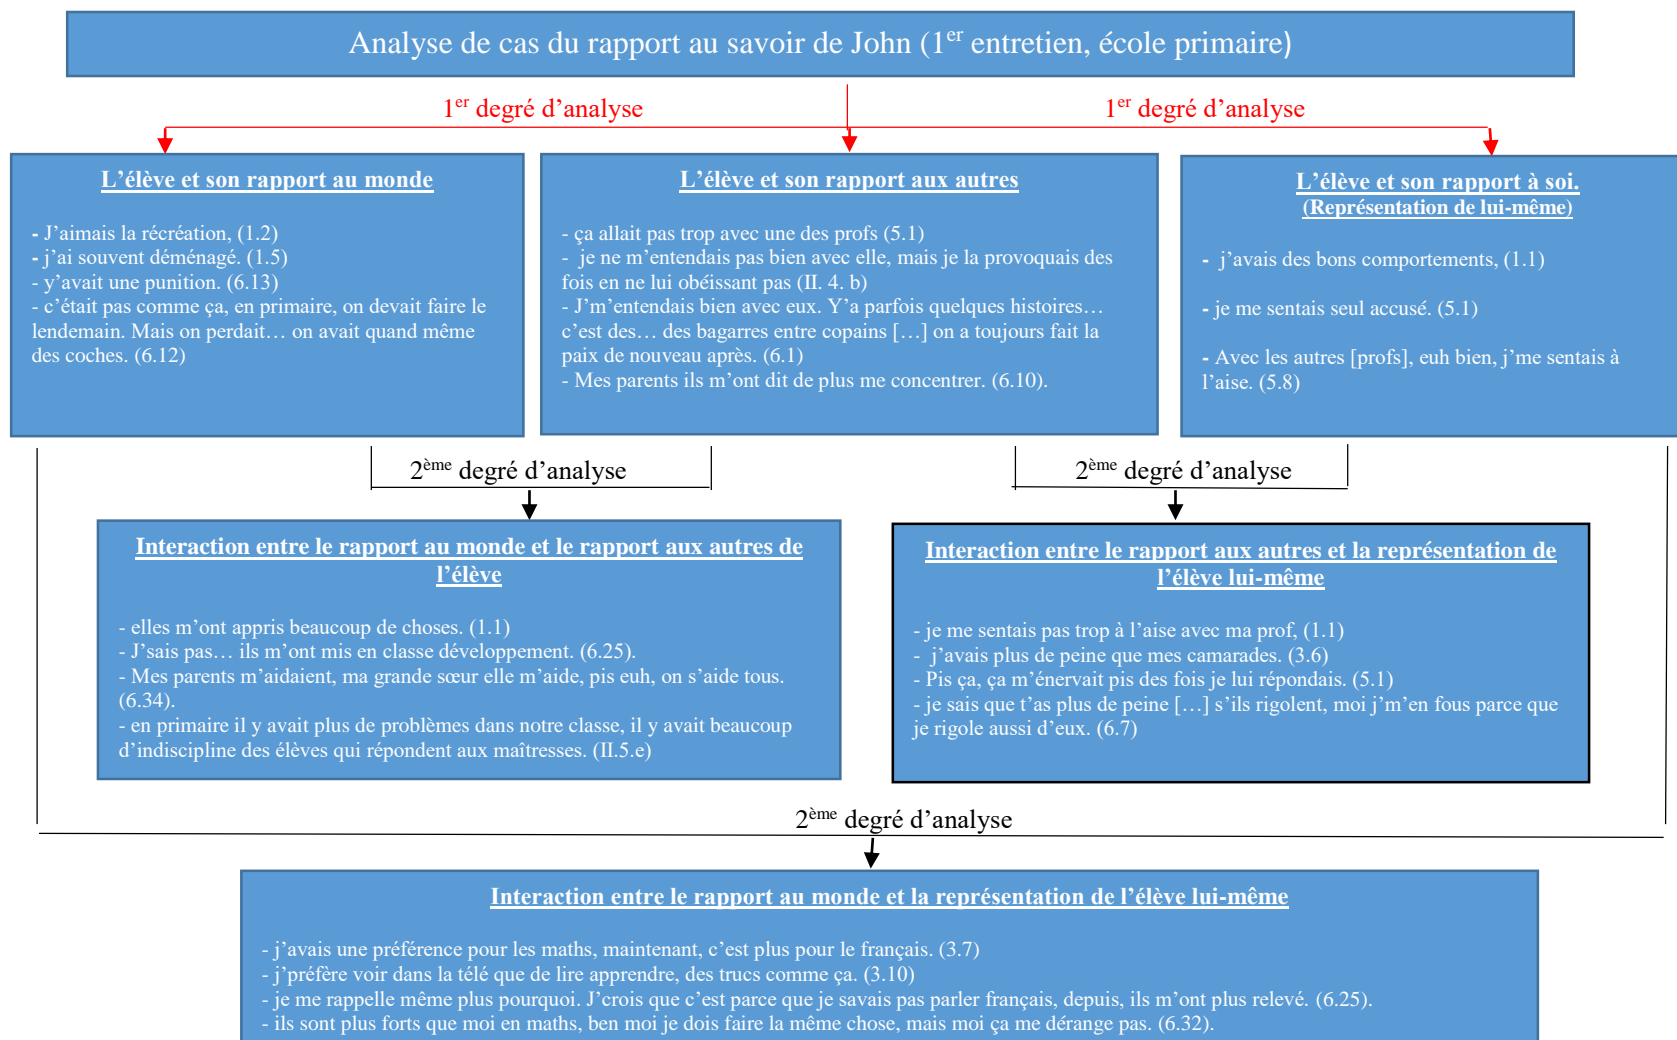 Analyse de cas du rapport au savoir de John (1er entretien, école primaire)
1er degré d’analyse
1er degré d’analyse
L’élève et son rapport au monde
- J’aimais la récréation, (1.2)
- j’ai souvent déménagé. (1.5)
- y’avait une punition. (6.13)
- c’était pas comme ça, en primaire, on devait faire le
lendemain. Mais on perdait… on avait quand même
des coches. (6.12)
L’élève et son rapport aux autres
- ça allait pas trop avec une des profs (5.1)
- je ne m’entendais pas bien avec elle, mais je la provoquais des
fois en ne lui obéissant pas (II. 4. b)
- J’m’entendais bien avec eux. Y’a parfois quelques histoires…
c’est des… des bagarres entre copains […] on a toujours fait la
paix de nouveau après. (6.1)
- Mes parents ils m’ont dit de plus me concentrer. (6.10).
L’élève et son rapport à soi.
(Représentation de lui-même)
- j’avais des bons comportements, (1.1)
- je me sentais seul accusé. (5.1)
- Avec les autres [profs], euh bien, j’me sentais à
l’aise. (5.8)
2ème degré d’analyse
2ème degré d’analyse
Interaction entre le rapport au monde et le rapport aux autres de
l’élève
- elles m’ont appris beaucoup de choses. (1.1)
- J’sais pas… ils m’ont mis en classe développement. (6.25).
- Mes parents m’aidaient, ma grande sœur elle m’aide, pis euh, on s’aide tous.
(6.34).
- en primaire il y avait plus de problèmes dans notre classe, il y avait beaucoup
d’indiscipline des élèves qui répondent aux maîtresses. (II.5.e)
Interaction entre le rapport aux autres et la représentation de
l’élève lui-même
- je me sentais pas trop à l’aise avec ma prof, (1.1)
- j’avais plus de peine que mes camarades. (3.6)
- Pis ça, ça m’énervait pis des fois je lui répondais. (5.1)
- je sais que t’as plus de peine […] s’ils rigolent, moi j’m’en fous parce que
je rigole aussi d’eux. (6.7)
2ème degré d’analyse
Interaction entre le rapport au monde et la représentation de l’élève lui-même
- j’avais une préférence pour les maths, maintenant, c’est plus pour le français. (3.7)
- j’préfère voir dans la télé que de lire apprendre, des trucs comme ça. (3.10)
- je me rappelle même plus pourquoi. J’crois que c’est parce que je savais pas parler français, depuis, ils m’ont plus relevé. (6.25).
- ils sont plus forts que moi en maths, ben moi je dois faire la même chose, mais moi ça me dérange pas. (6.32).